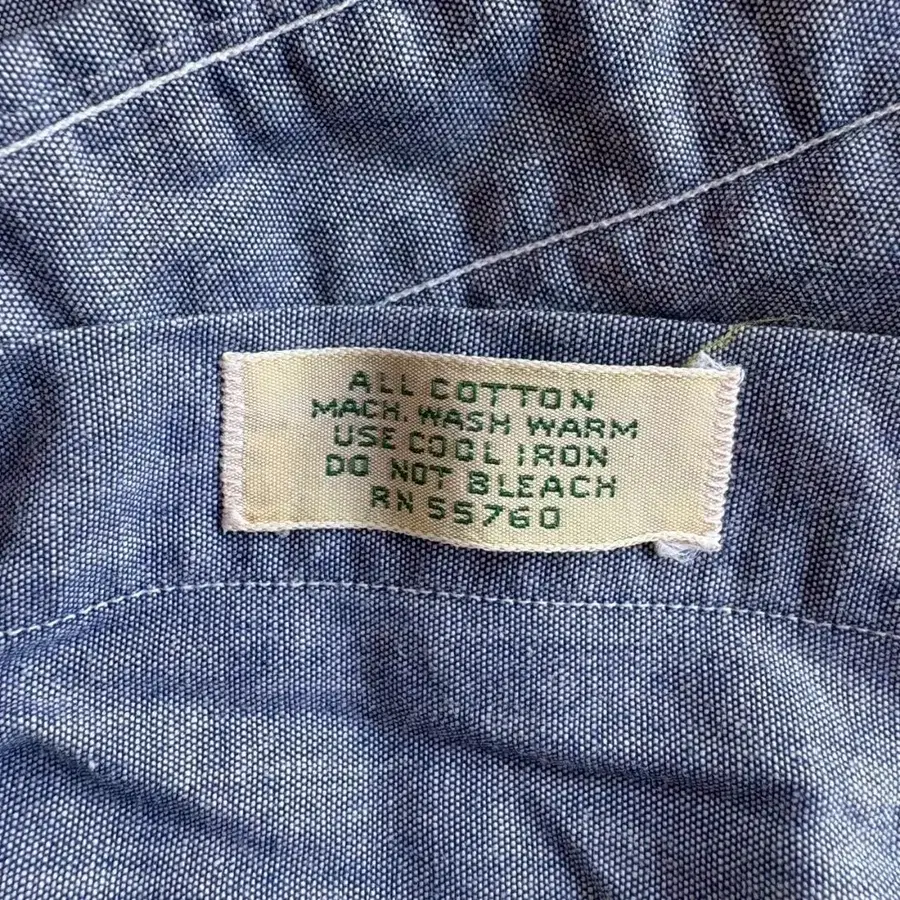 ALL COTTON
MACH. WASH WARM
USE COOL IRON
DO NOT BLEACH
RN 55760